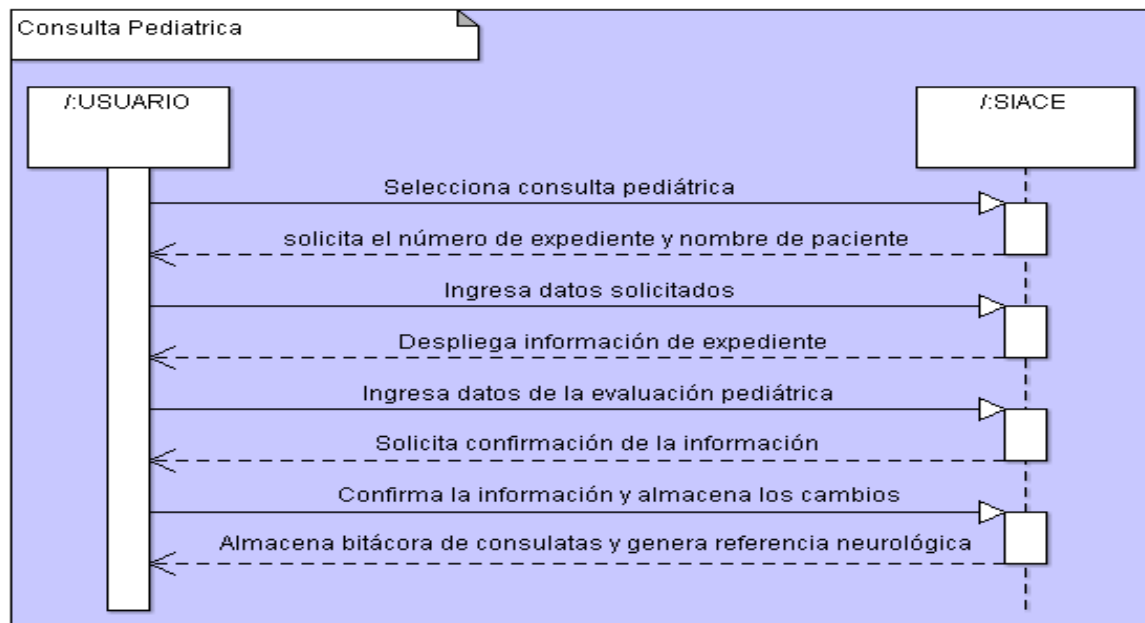 Consulta Pediatrica
/:USUARIO
/:SIACE
Selecciona consulta pediátrica
solicita el número de expediente y nombre de paciente
Ingresa datos solicitados
Despliega información de expediente
Ingresa datos de la evaluación pediátrica
Solicita confirmación de la información
Confirma la información y almacena los cambios
Almacena bitácora de consulatas y genera referencia neurológica